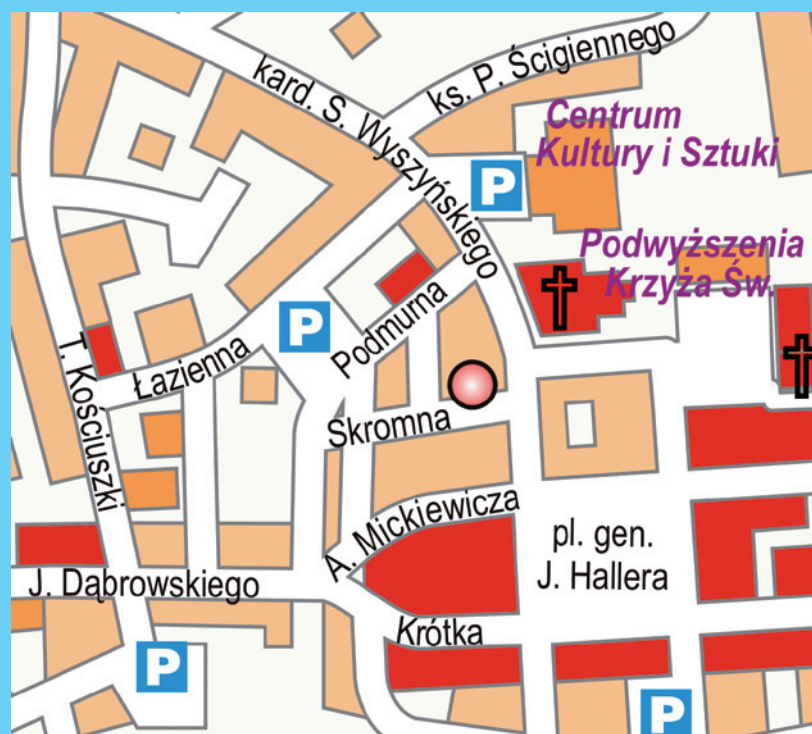 ks. P. Ścigiennego
kard. S. Wyszyńskiego
Centrum
Kultury i Sztuki
P
Podwyższenia
Krzyża Św.
P
Podmurna
Łazienna
T. Kościuszki
Skromna
A. Mickiewicza
pl. gen.
J. Hallera
J. Dąbrowskiego
Krótka
P
P